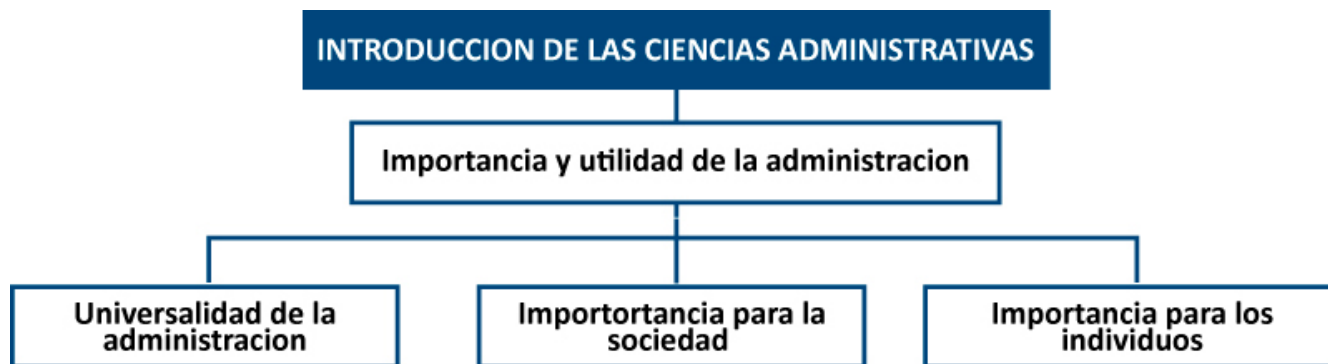 INTRODUCCION DE LAS CIENCIAS ADMINISTRATIVAS
Importancia y utilidad de la administracion
Universalidad de la
administracion
Importortancia para la
sociedad
Importancia para los
individuos